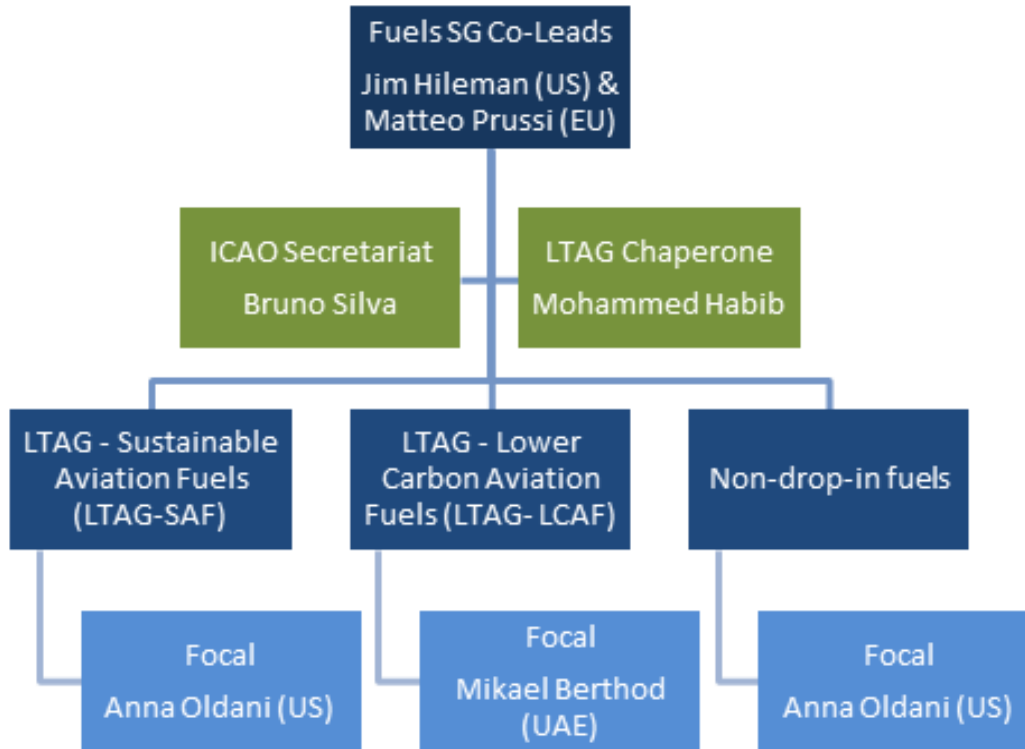 Fuels SG Co-Leads
Jim Hileman (US) &
Matteo Prussi (EU)
ICAO Secretariat
Bruno Silva
LTAG Chaperone
Mohammed Habib
LTAG - Sustainable
Aviation Fuels
(LTAG-SAF)
LTAG - Lower
Carbon Aviation
Fuels (LTAG- LCAF)
Non-drop-in fuels
Focal
Anna Oldani (US)
Focal
Mikael Berthod
(UAE)
Focal
Anna Oldani (US)